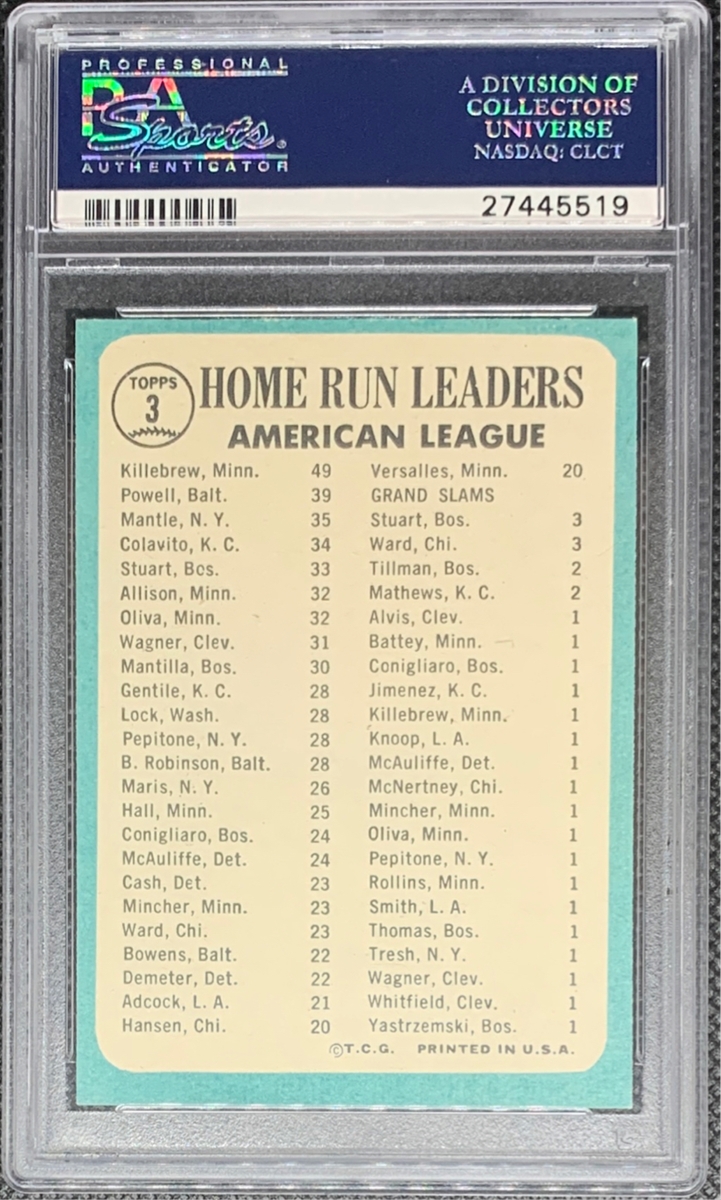 PROFESSIONAL
PSA
Sports®
AUTHENTICATOR
A DIVISION OF
COLLECTORS
UNIVERSE
NASDAQ: CLCT
27445519
TOPPS
3
HOME RUN LEADERS
AMERICAN LEAGUE
Killebrew, Minn. 49
Powell, Balt. 39
Mantle, N. Y. 35
Colavito, K. C. 34
Stuart, Bos. 33
Allison, Minn. 32
Oliva, Minn. 32
Wagner, Clev. 31
Mantilla, Bos. 30
Gentile, K. C. 28
Lock, Wash. 28
Pepitone, N. Y. 28
B. Robinson, Balt. 28
Maris, N. Y. 26
Hall, Minn. 25
Conigliaro, Bos. 24
McAuliffe, Det. 24
Cash, Det. 23
Mincher, Minn. 23
Ward, Chi. 23
Bowens, Balt. 22
Demeter, Det. 22
Adcock, L. A. 21
Hansen, Chi. 20
Versalles, Minn. 20
GRAND SLAMS
Stuart, Bos. 3
Ward, Chi. 3
Tillman, Bos. 2
Mathews, K. C. 2
Alvis, Clev. 1
Battey, Minn. 1
Conigliaro, Bos. 1
Jimenez, K. C. 1
Killebrew, Minn. 1
Knoop, L. A. 1
McAuliffe, Det. 1
McNertney, Chi. 1
Mincher, Minn. 1
Oliva, Minn. 1
Pepitone, N. Y. 1
Rollins, Minn. 1
Smith, L. A. 1
Thomas, Bos. 1
Tresh, N. Y. 1
Wagner, Clev. 1
Whitfield, Clev. 1
Yastrzemski, Bos. 1
©T.C.G. PRINTED IN U.S.A.